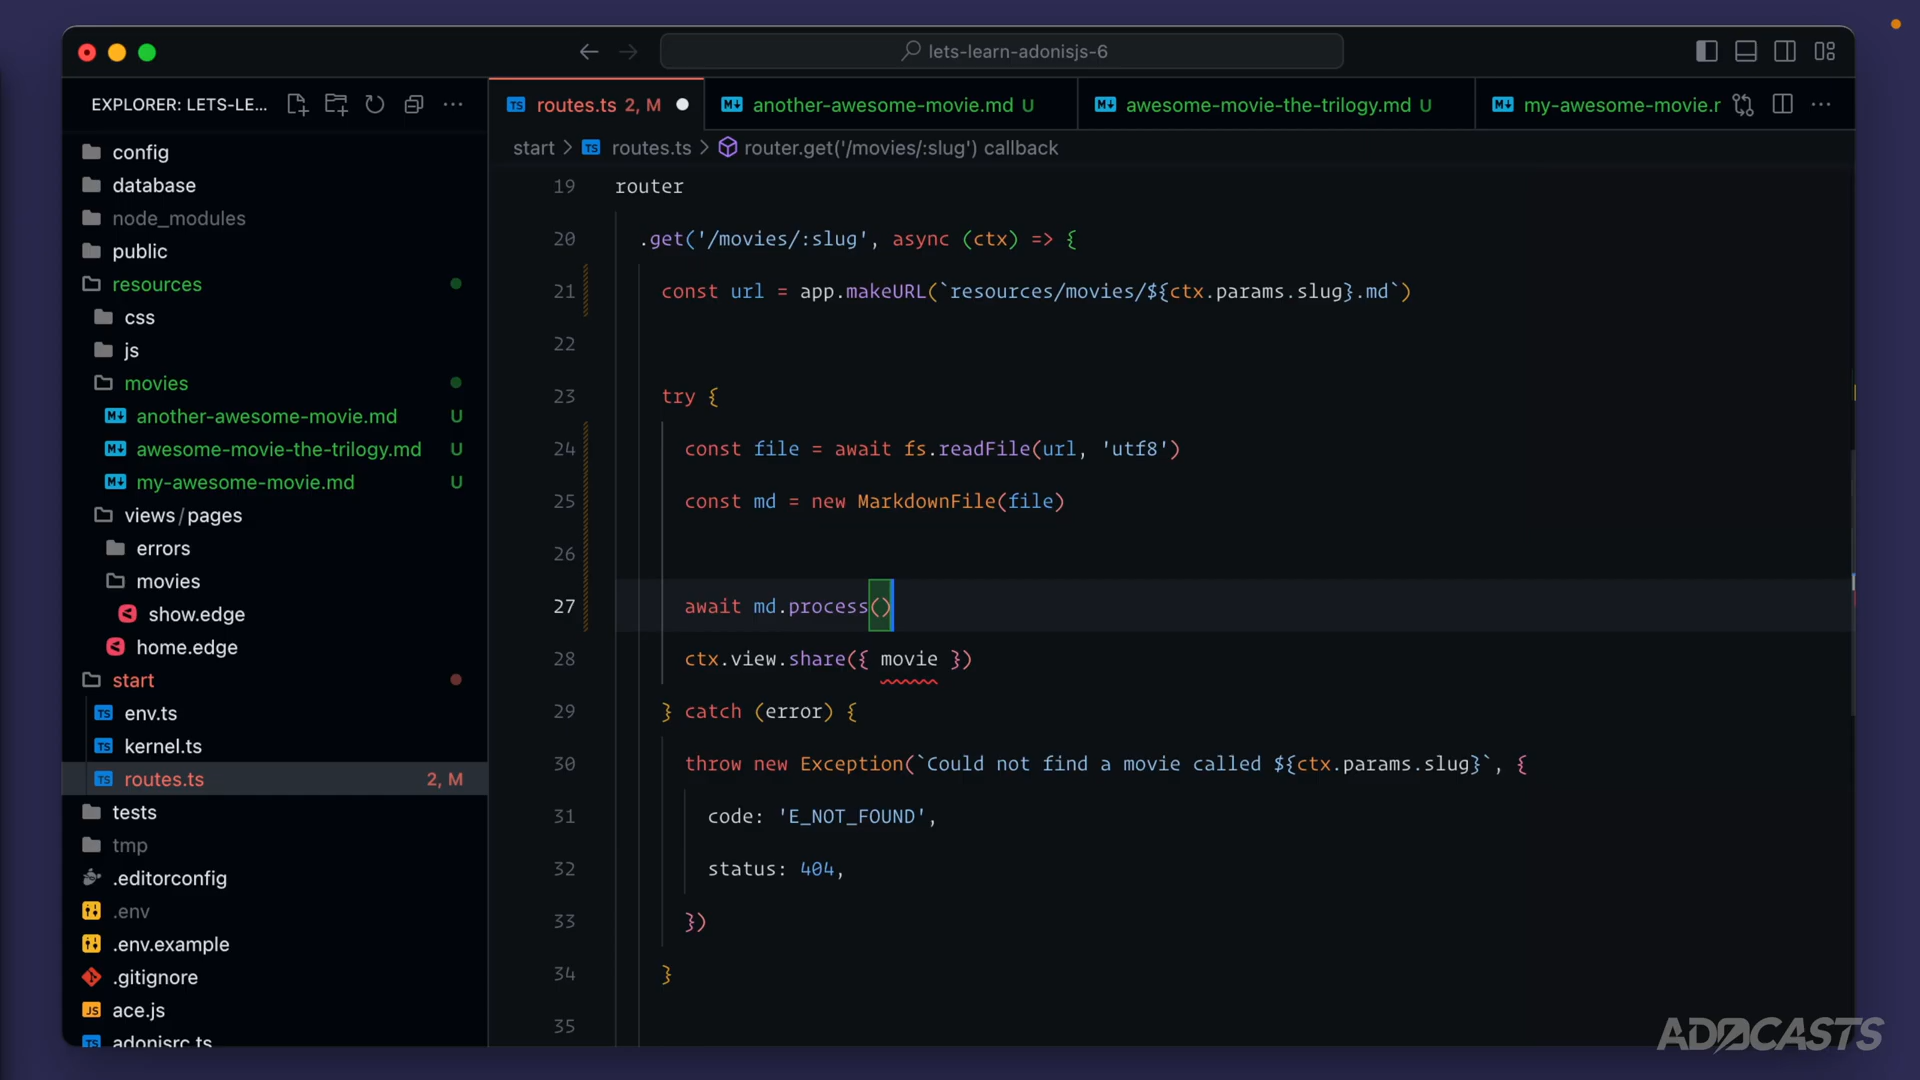 lets-learn-adonisjs-6
EXPLORER: LETS-LE...
config
database
node_modules
public
resources
css
js
movies
another-awesome-movie.md U
awesome-movie-the-trilogy.md U
my-awesome-movie.md U
views/pages
errors
movies
show.edge
home.edge
start
env.ts
kernel.ts
routes.ts 2, M
tests
tmp
.editorconfig
.env
.env.example
.gitignore
ace.js
adonisrc.ts
routes.ts 2, M
another-awesome-movie.md U
awesome-movie-the-trilogy.md U
my-awesome-movie.r
start > routes.ts > router.get('/movies/:slug') callback
19 router
20 .get('/movies/:slug', async (ctx) => {
21 const url = app.makeURL(`resources/movies/${ctx.params.slug}.md`)
22
23 try {
24 const file = await fs.readFile(url, 'utf8')
25 const md = new MarkdownFile(file)
26
27 await md.process()
28 ctx.view.share({ movie })
29 } catch (error) {
30 throw new Exception(`Could not find a movie called ${ctx.params.slug}`, {
31 code: 'E_NOT_FOUND',
32 status: 404,
33 })
34 }
35
ADOCASTS